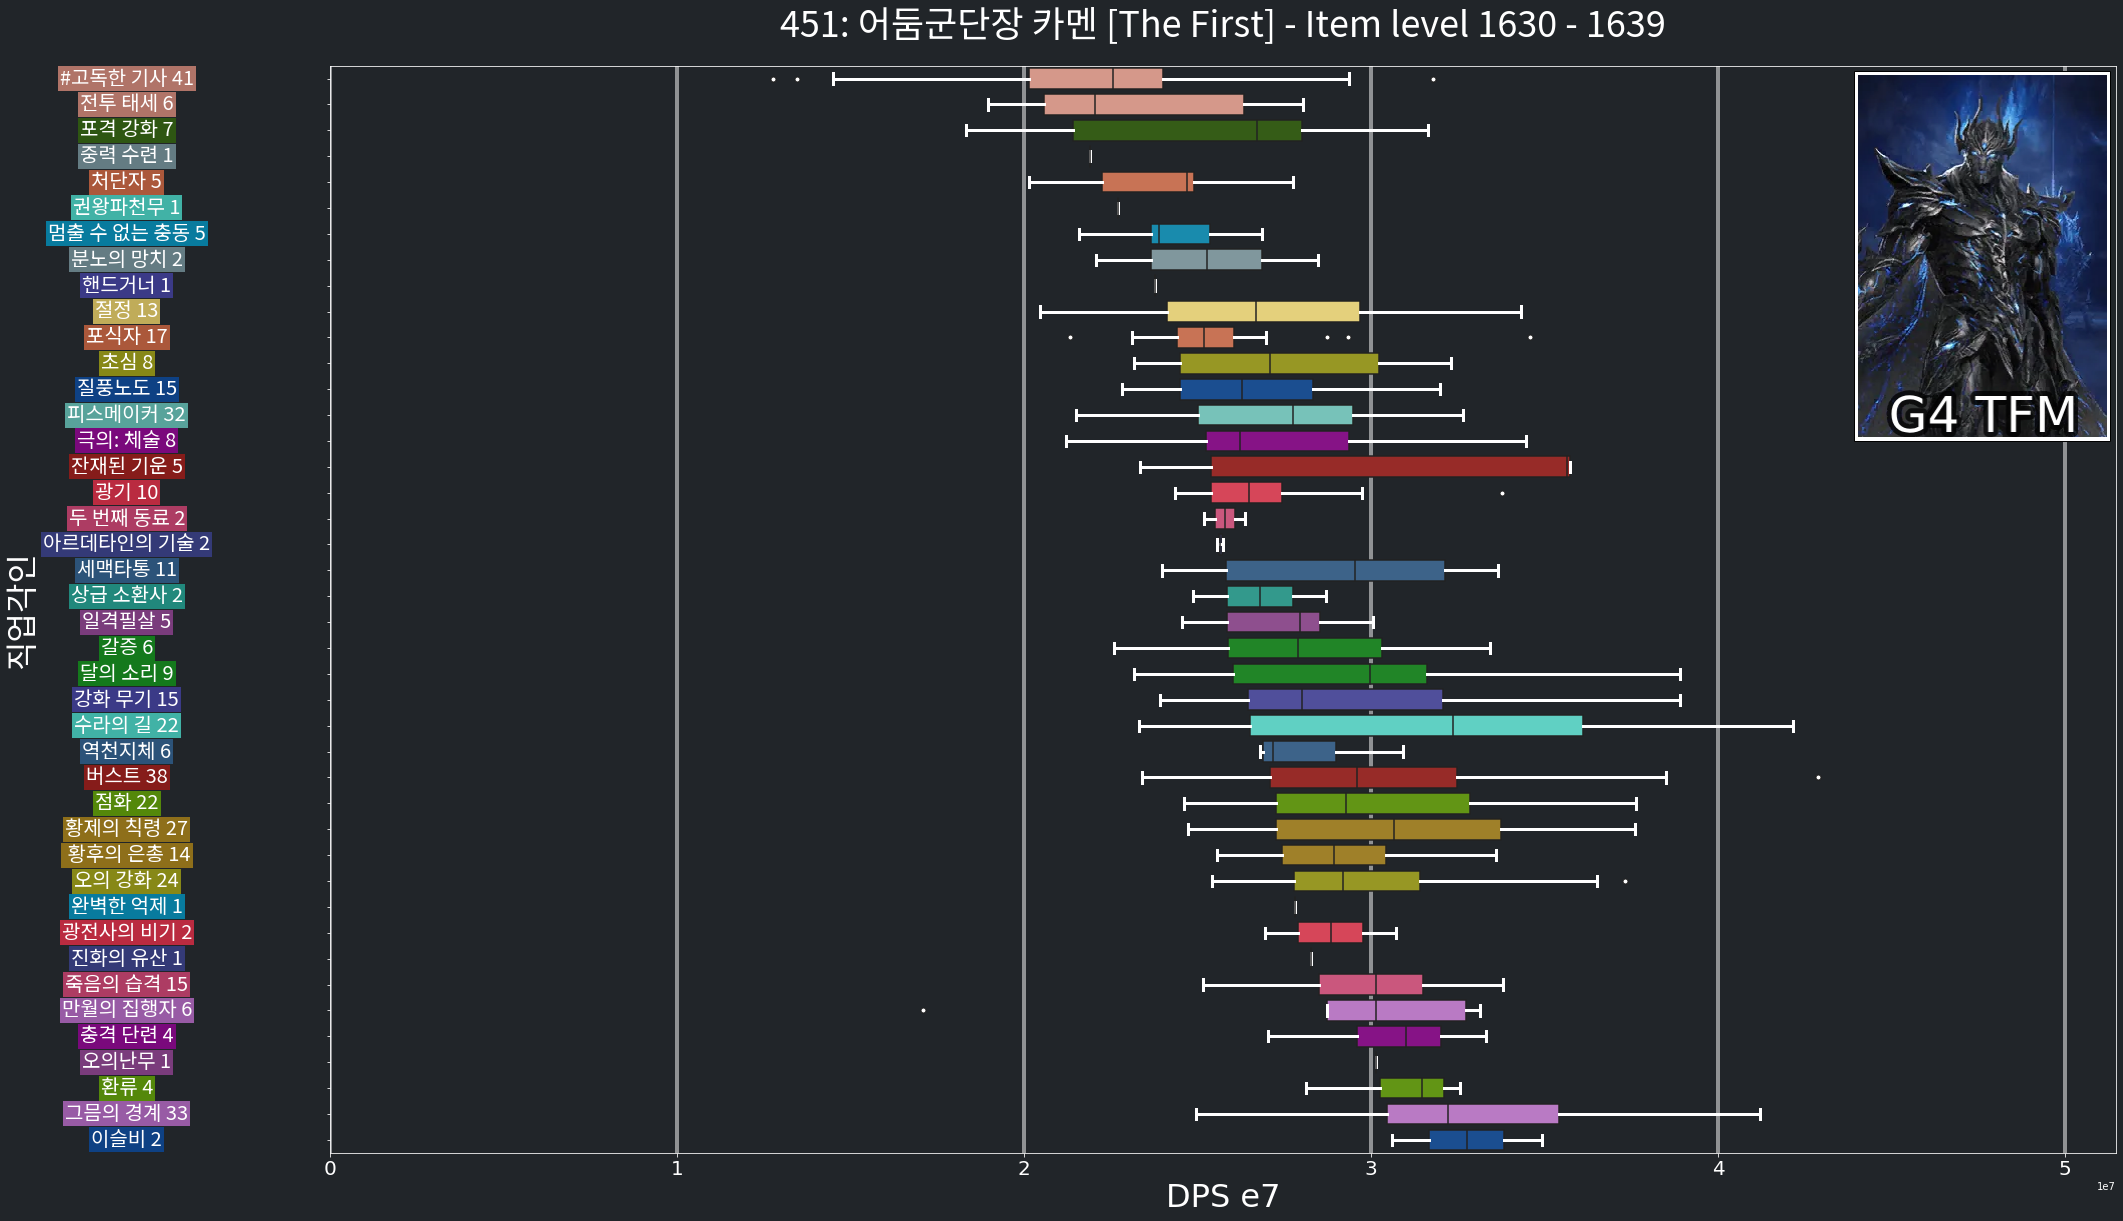 451: 어둠군단장 카멘 [The First] - Item level 1630 - 1639
#고독한 기사 41
전투 태세 6
포격 강화 7
중력 수련 1
처단자 5
권왕파천무 1
멈출 수 없는 충동 5
분노의 망치 2
핸드거너 1
절정 13
포식자 17
초심 8
질풍노도 15
피스메이커 32
극의: 체술 8
잔재된 기운 5
광기 10
두 번째 동료 2
아르데타인의 기술 2
세맥타통 11
상급 소환사 2
일격필살 5
갈증 6
달의 소리 9
강화 무기 15
수라의 길 22
역천지체 6
버스트 38
점화 22
황제의 칙령 27
황후의 은총 14
오의 강화 24
완벽한 억제 1
광전사의 비기 2
진화의 유산 1
죽음의 습격 15
만월의 집행자 6
충격 단련 4
오의난무 1
환류 4
그믐의 경계 33
이슬비 2
직업각인
G4 TFM
0 1 2 3 4 5
1e7
DPS e7